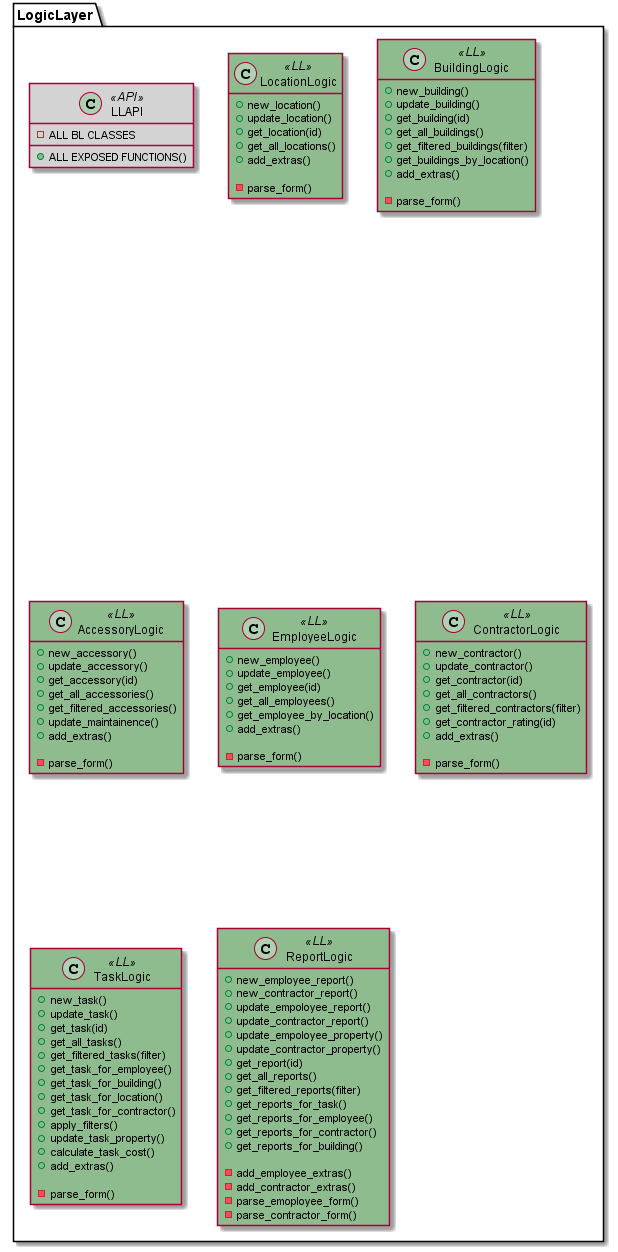 LogicLayer
C
«API»
LLAPI
ALL BL CLASSES
ALL EXPOSED FUNCTIONS()
C
«LL»
LocationLogic
new_location()
update_location()
get_location(id)
get_all_locations()
add_extras()
parse_form()
C
«LL»
BuildingLogic
new_building()
update_building()
get_building(id)
get_all_buildings()
get_filtered_buildings(filter)
get_buildings_by_location()
add_extras()
parse_form()
C
«LL»
AccessoryLogic
new_accessory()
update_accessory()
get_accessory(id)
get_all_accessories()
get_filtered_accessories()
update_maintainence()
add_extras()
parse_form()
C
«LL»
EmployeeLogic
new_employee()
update_employee()
get_employee(id)
get_all_employees()
get_employee_by_location()
add_extras()
parse_form()
C
«LL»
ContractorLogic
new_contractor()
update_contractor()
get_contractor(id)
get_all_contractors()
get_filtered_contractors(filter)
get_contractor_rating(id)
add_extras()
parse_form()
C
«LL»
TaskLogic
new_task()
update_task()
get_task(id)
get_all_tasks()
get_filtered_tasks(filter)
get_task_for_employee()
get_task_for_building()
get_task_for_location()
get_task_for_contractor()
apply_filters()
update_task_property()
calculate_task_cost()
add_extras()
parse_form()
C
«LL»
ReportLogic
new_employee_report()
new_contractor_report()
update_empoloyee_report()
update_contractor_report()
update_empoloyee_property()
update_contractor_property()
get_report(id)
get_all_reports()
get_filtered_reports(filter)
get_reports_for_task()
get_reports_for_employee()
get_reports_for_contractor()
get_reports_for_building()
add_employee_extras()
add_contractor_extras()
parse_emoployee_form()
parse_contractor_form()